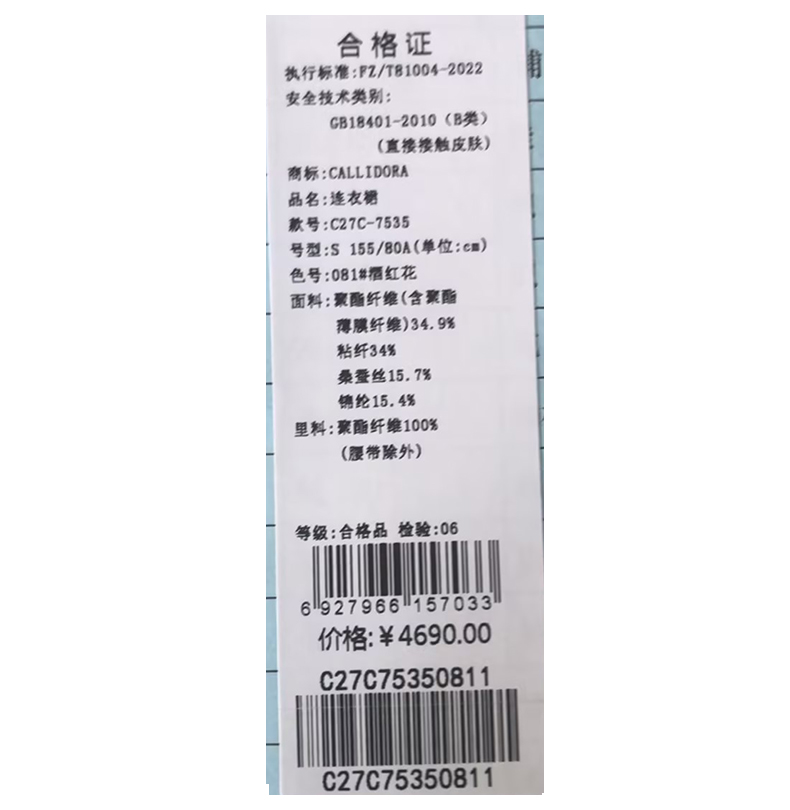 合格证
执行标准:FZ/T81004-2022
安全技术类别:
GB18401-2010（B类）
(直接接触皮肤)
商标:CALLIDORA
品名:连衣裙
款号:C27C-7535
号型:S 155/80A(单位:cm)
色号:081#酒红花
面料:聚酯纤维(含聚酯
薄膜纤维)34.9%
粘纤34%
桑蚕丝15.7%
锦纶15.4%
里料:聚酯纤维100%
(腰带除外)
等级:合格品 检验:06
6 927966 157033
价格:￥4690.00
C27C75350811
C27C75350811